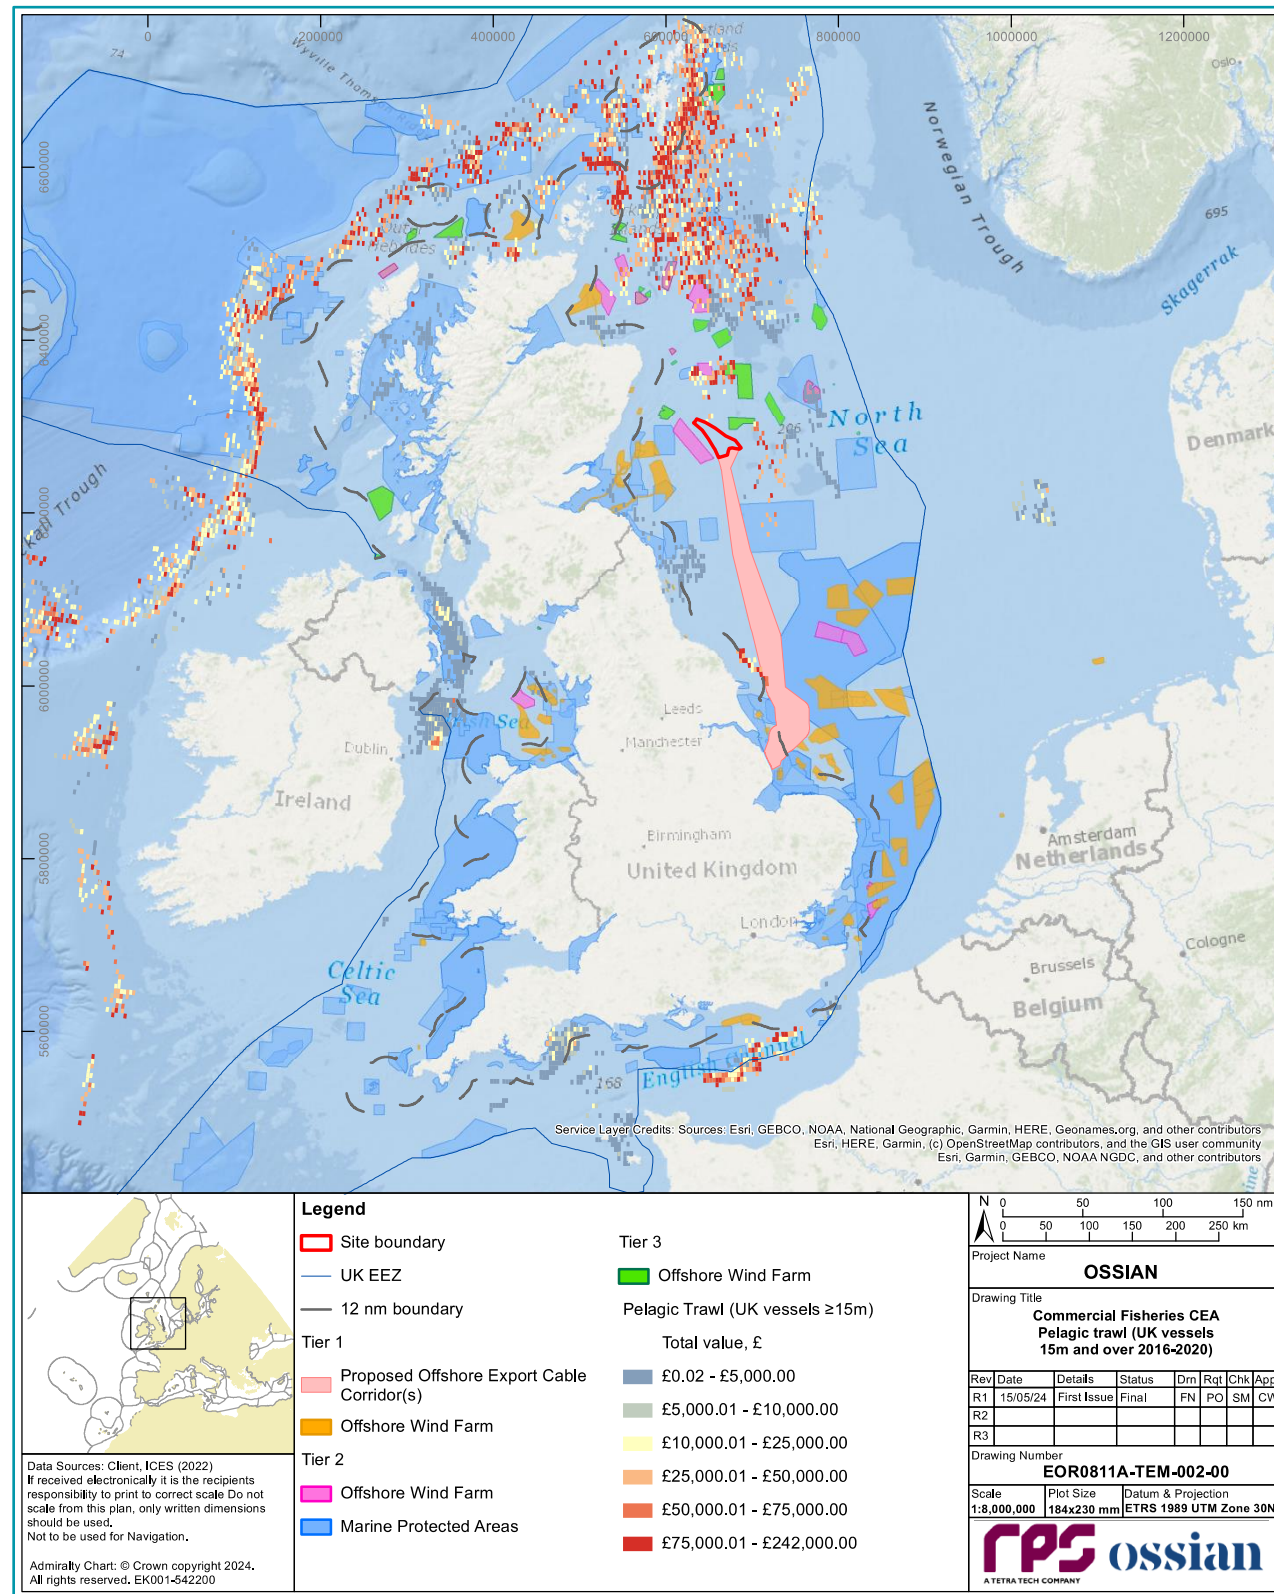 0
200000
400000
600000
800000
1000000
1200000
74
Wyville Thom
Oslo
Norwegian Trough
695
Skagerrak
6600000
6400000
6200000
6000000
5800000
5600000
Outer
Hebrides
North
Sea
206
Denmark
Trough
Leeds
Manchester
Irish Sea
Dublin
Ireland
Birmingham
United Kingdom
London
Amsterdam
Netherlands
Cologne
Brussels
Belgium
Celtic
Sea
English Channel
168
Service Layer Credits: Sources: Esri, GEBCO, NOAA, National Geographic, Garmin, HERE, Geonames.org, and other contributors
Esri, HERE, Garmin, (c) OpenStreetMap contributors, and the GIS user community
Esri, Garmin, GEBCO, NOAA NGDC, and other contributors
Legend
Site boundary
UK EEZ
12 nm boundary
Tier 1
Proposed Offshore Export Cable
Corridor(s)
Offshore Wind Farm
Tier 2
Offshore Wind Farm
Marine Protected Areas
Tier 3
Offshore Wind Farm
Pelagic Trawl (UK vessels ≥15m)
Total value, £
£0.02 - £5,000.00
£5,000.01 - £10,000.00
£10,000.01 - £25,000.00
£25,000.01 - £50,000.00
£50,000.01 - £75,000.00
£75,000.01 - £242,000.00
Data Sources: Client, ICES (2022)
If received electronically it is the recipients
responsibility to print to correct scale Do not
scale from this plan, only written dimensions
should be used.
Not to be used for Navigation.
Admiralty Chart: © Crown copyright 2024.
All rights reserved. EK001-542200
N
0 50 100 150 nm
0 50 100 150 200 250 km
Project Name
OSSIAN
Drawing Title
Commercial Fisheries CEA
Pelagic trawl (UK vessels
15m and over 2016-2020)
Rev Date Details Status Drn Rqt Chk App
R1 15/05/24 First Issue Final FN PO SM CW
R2
R3
Drawing Number
EOR0811A-TEM-002-00
Scale Plot Size Datum & Projection
1:8,000,000 184x230 mm ETRS 1989 UTM Zone 30N
rps ossian
A TETRA TECH COMPANY